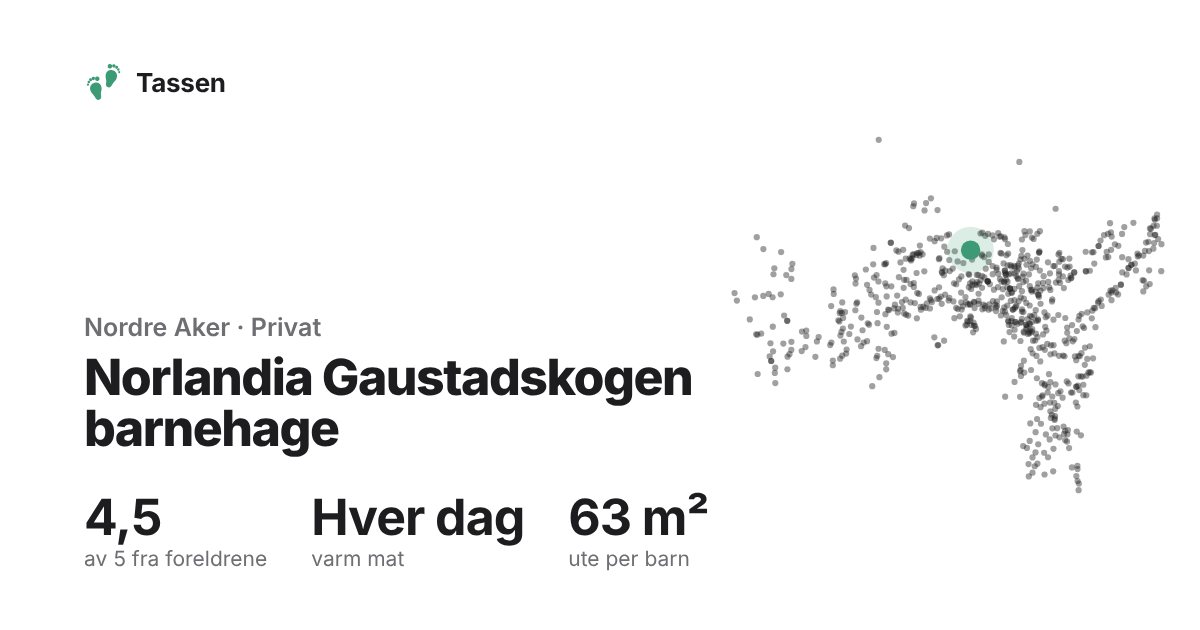 Tassen
Nordre Aker · Privat
Norlandia Gaustadskogen
barnehage
4,5
av 5 fra foreldrene
Hver dag
varm mat
63 m²
ute per barn